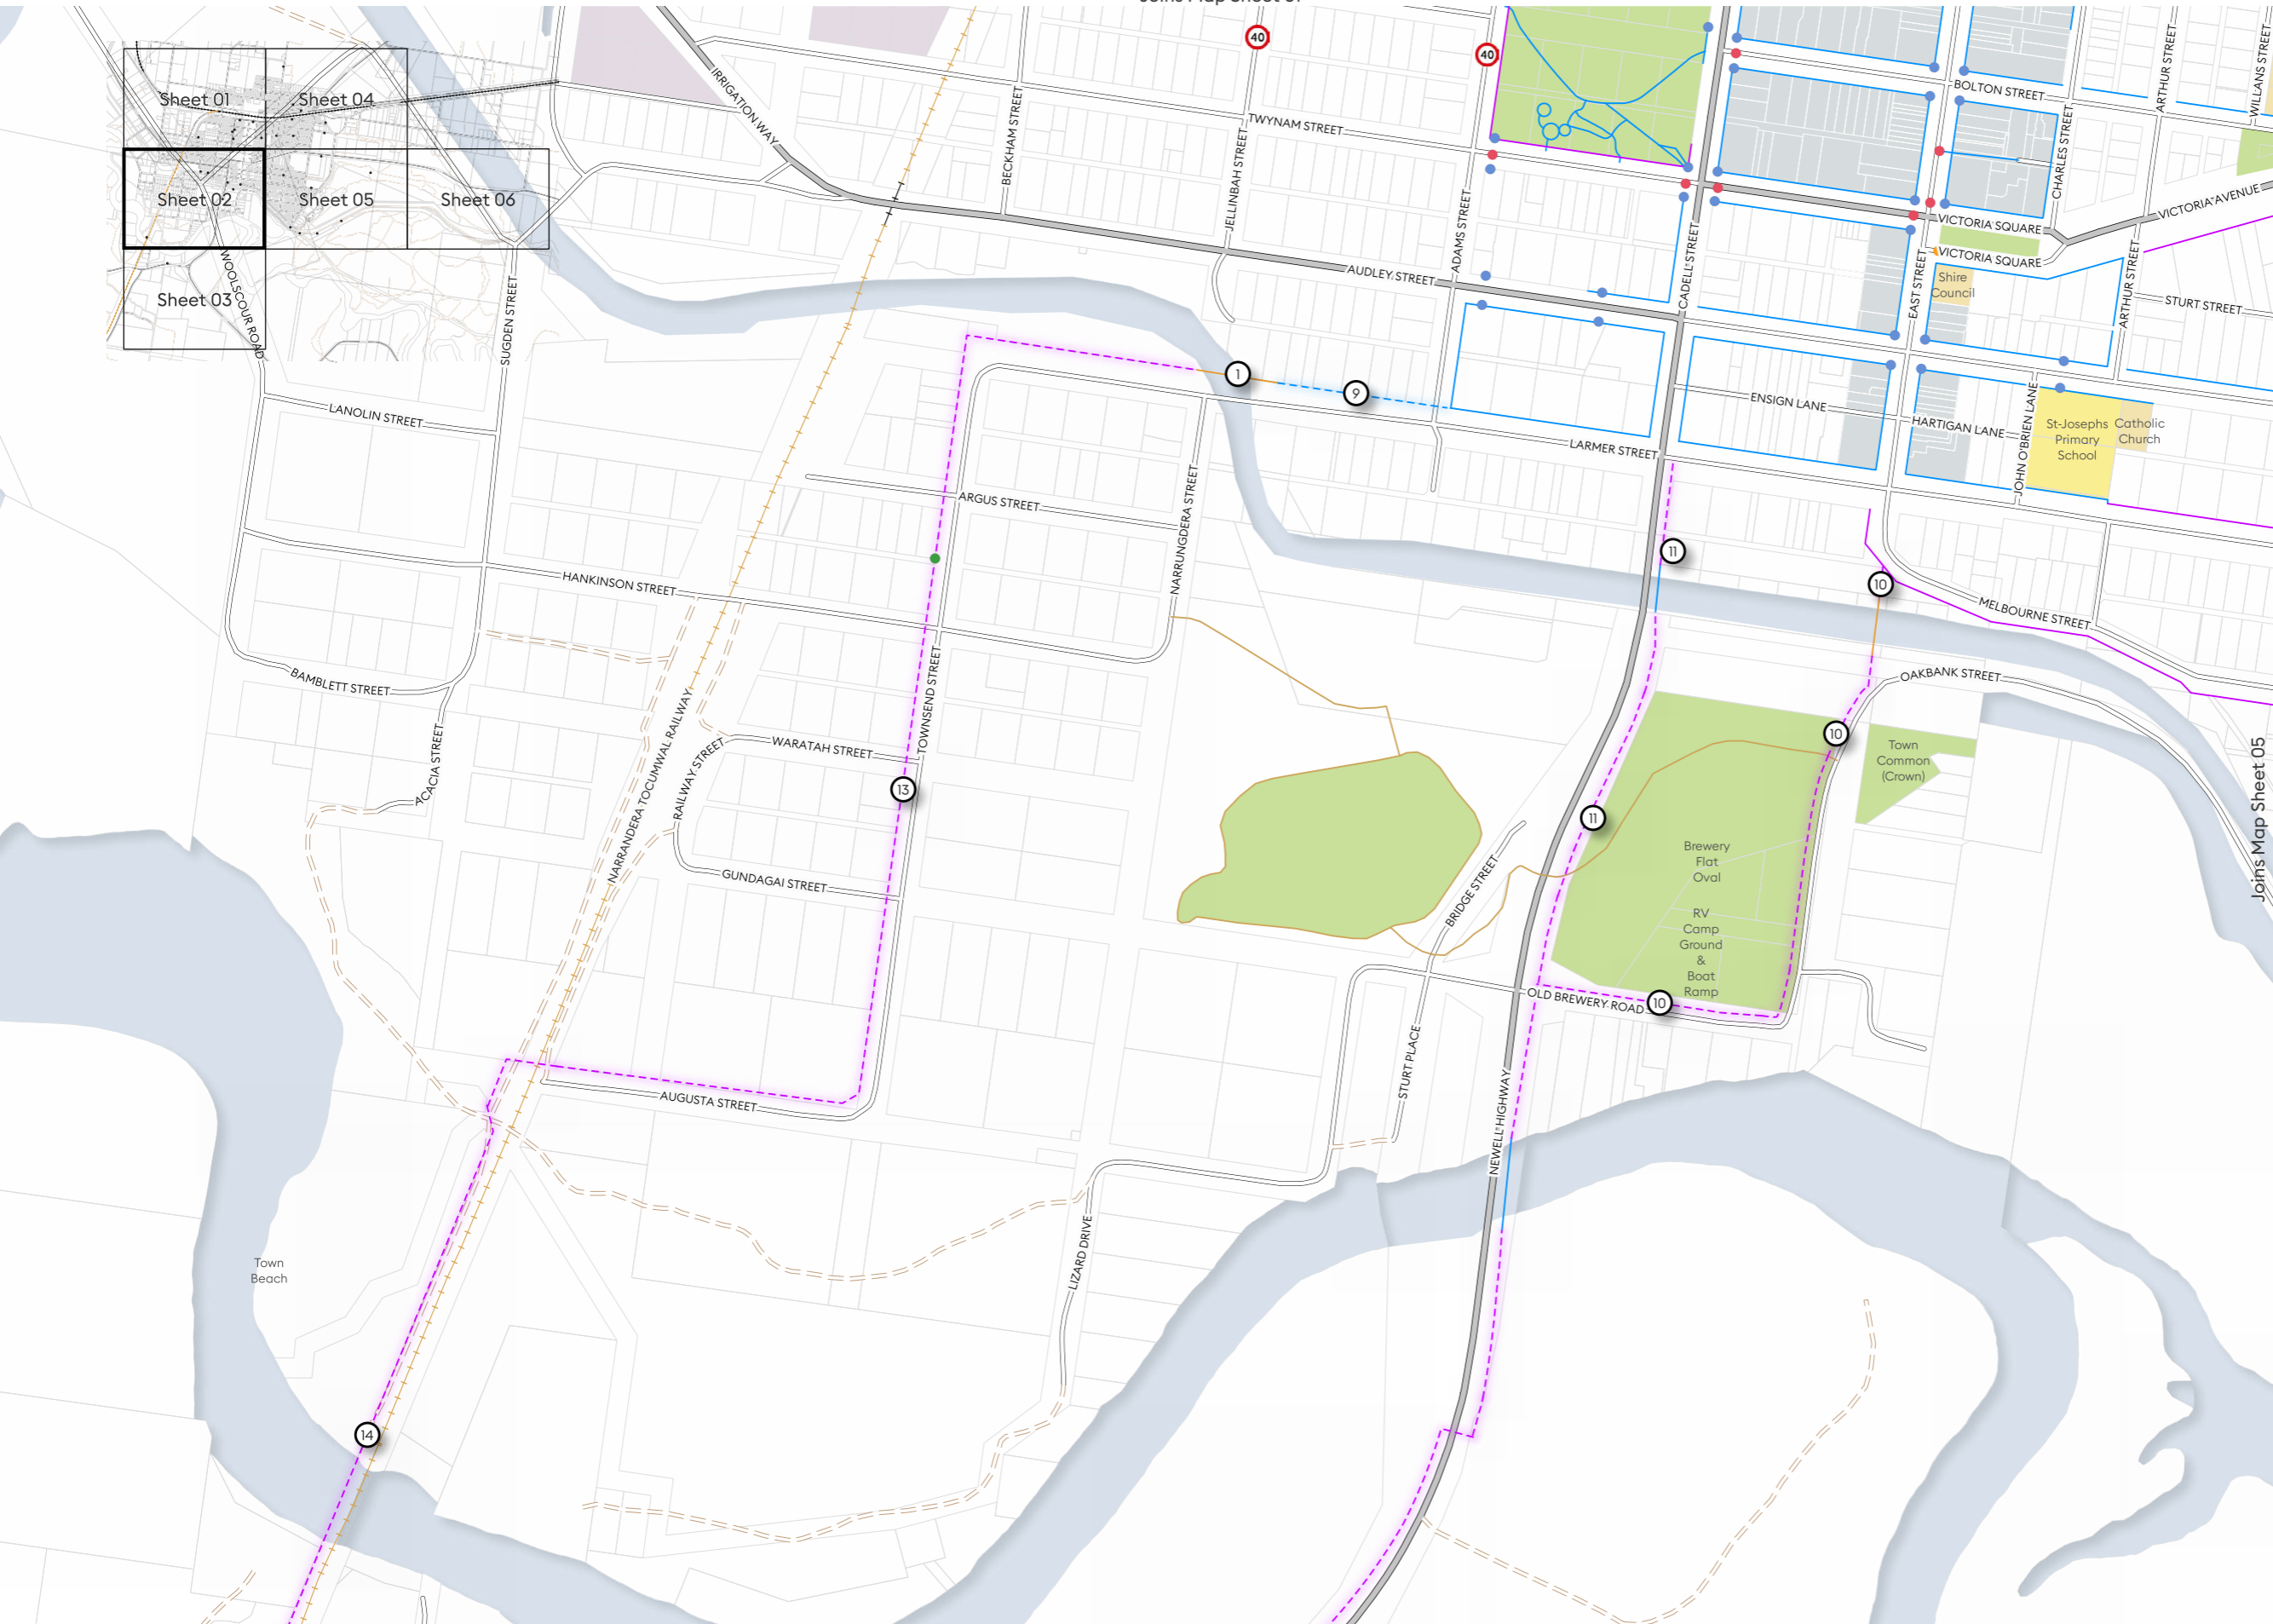 Joins Map Sheet 01
40
40
IRRIGATION WAY
BECKHAM STREET
TWYNAM STREET
JELLINBAH STREET
ADAMS STREET
CADELL STREET
BOLTON STREET
CHARLES STREET
ARTHUR STREET
WILLANS STREET
VICTORIA SQUARE
VICTORIA AVENUE
VICTORIA SQUARE
Sheet 01
Sheet 04
Sheet 02
Sheet 05
Sheet 06
Sheet 03
WOOLSCOUR ROAD
SUGDEN STREET
AUDLEY STREET
EAST STREET
Shire
Council
ARTHUR STREET
STURT STREET
1
9
LANOLIN STREET
ENSIGN LANE
HARTIGAN LANE
JOHN O'BRIEN LANE
St-Josephs
Primary
School
Catholic
Church
LARMER STREET
ARGUS STREET
NARRUNGDERA STREET
11
10
HANKINSON STREET
MELBOURNE STREET
BAMBLETT STREET
TOWNSEND STREET
OAKBANK STREET
NARRANDERA TOCUMWAL RAILWAY
ACACIA STREET
RAILWAY STREET
WARATAH STREET
13
10
Town
Common
(Crown)
11
Joins Map Sheet 05
GUNDAGAI STREET
BRIDGE STREET
Brewery
Flat
Oval
RV
Camp
Ground
&
Boat
Ramp
OLD BREWERY ROAD
10
STURT PLACE
NEWELL HIGHWAY
AUGUSTA STREET
LIZARD DRIVE
Town
Beach
14